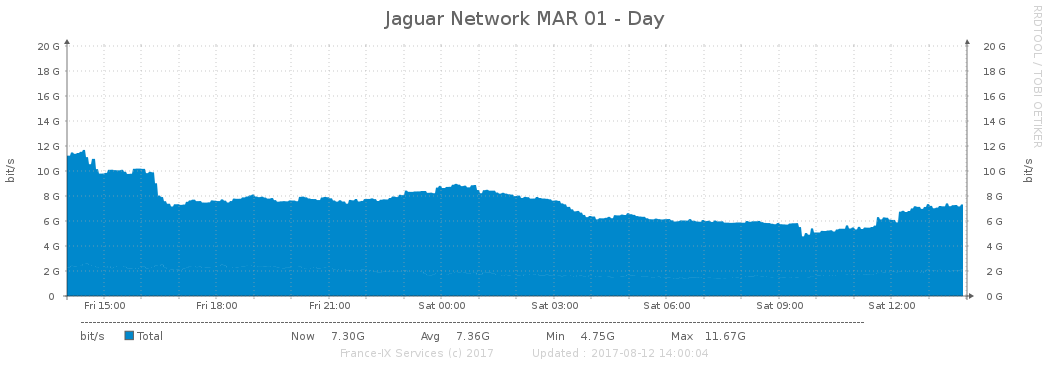 Jaguar Network MAR 01 - Day
RRDTOOL / TOBI OETIKER
bit/s
20 G
18 G
16 G
14 G
12 G
10 G
8 G
6 G
4 G
2 G
0
20 G
18 G
16 G
14 G
12 G
10 G
8 G
6 G
4 G
2 G
0 G
bit/s
Fri 15:00 Fri 18:00 Fri 21:00 Sat 00:00 Sat 03:00 Sat 06:00 Sat 09:00 Sat 12:00
bit/s Total Now 7.30G Avg 7.36G Min 4.75G Max 11.67G
France-IX Services (c) 2017 Updated : 2017-08-12 14:00:04